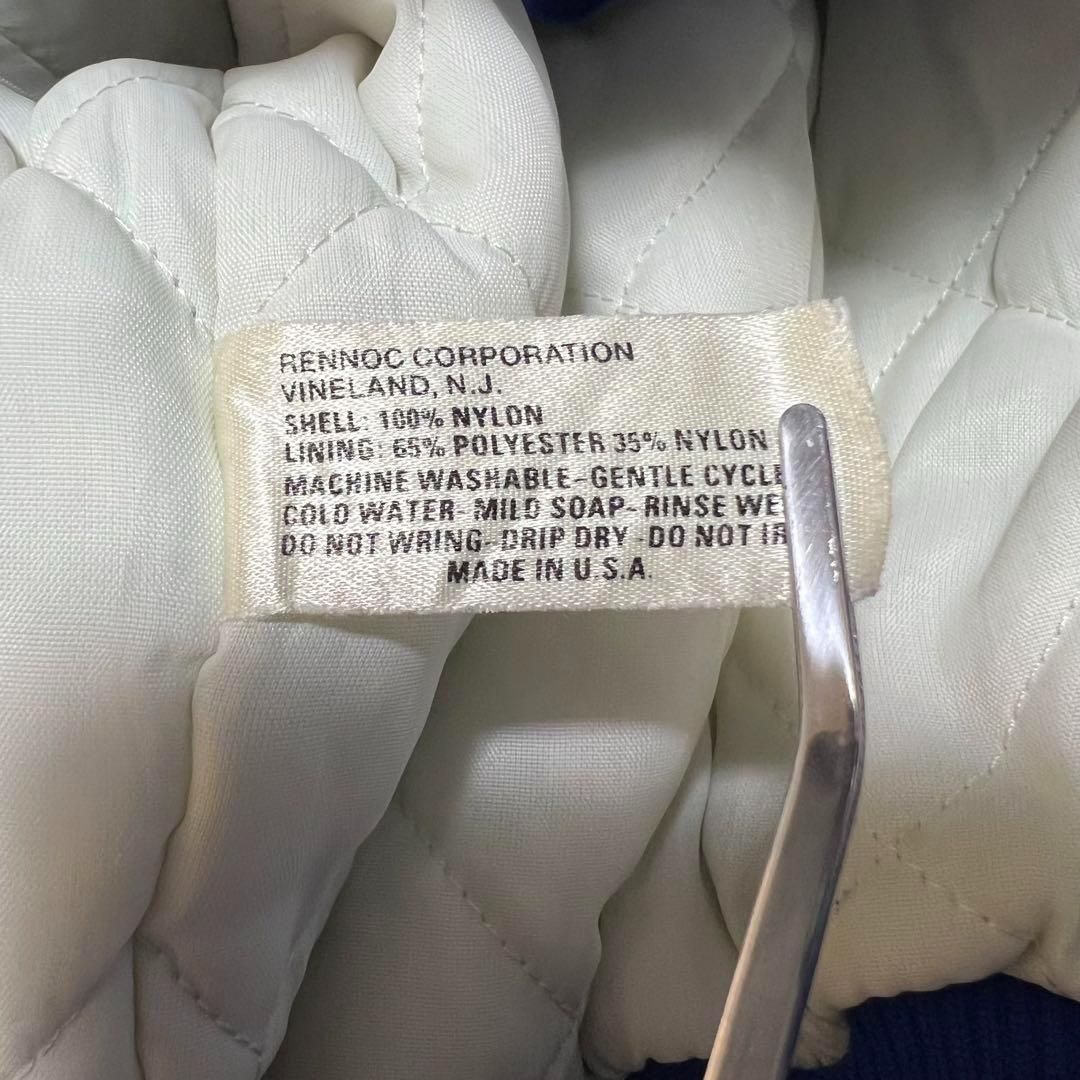 RENNOC CORPORATION
VINELAND, N.J.
SHELL: 100% NYLON
LINING: 65% POLYESTER 35% NYLON
MACHINE WASHABLE-GENTLE CYCLE
COLD WATER- MILD SOAP- RINSE
DO NOT WRING- DRIP DRY -DO NOT
MADE IN U.S.A.